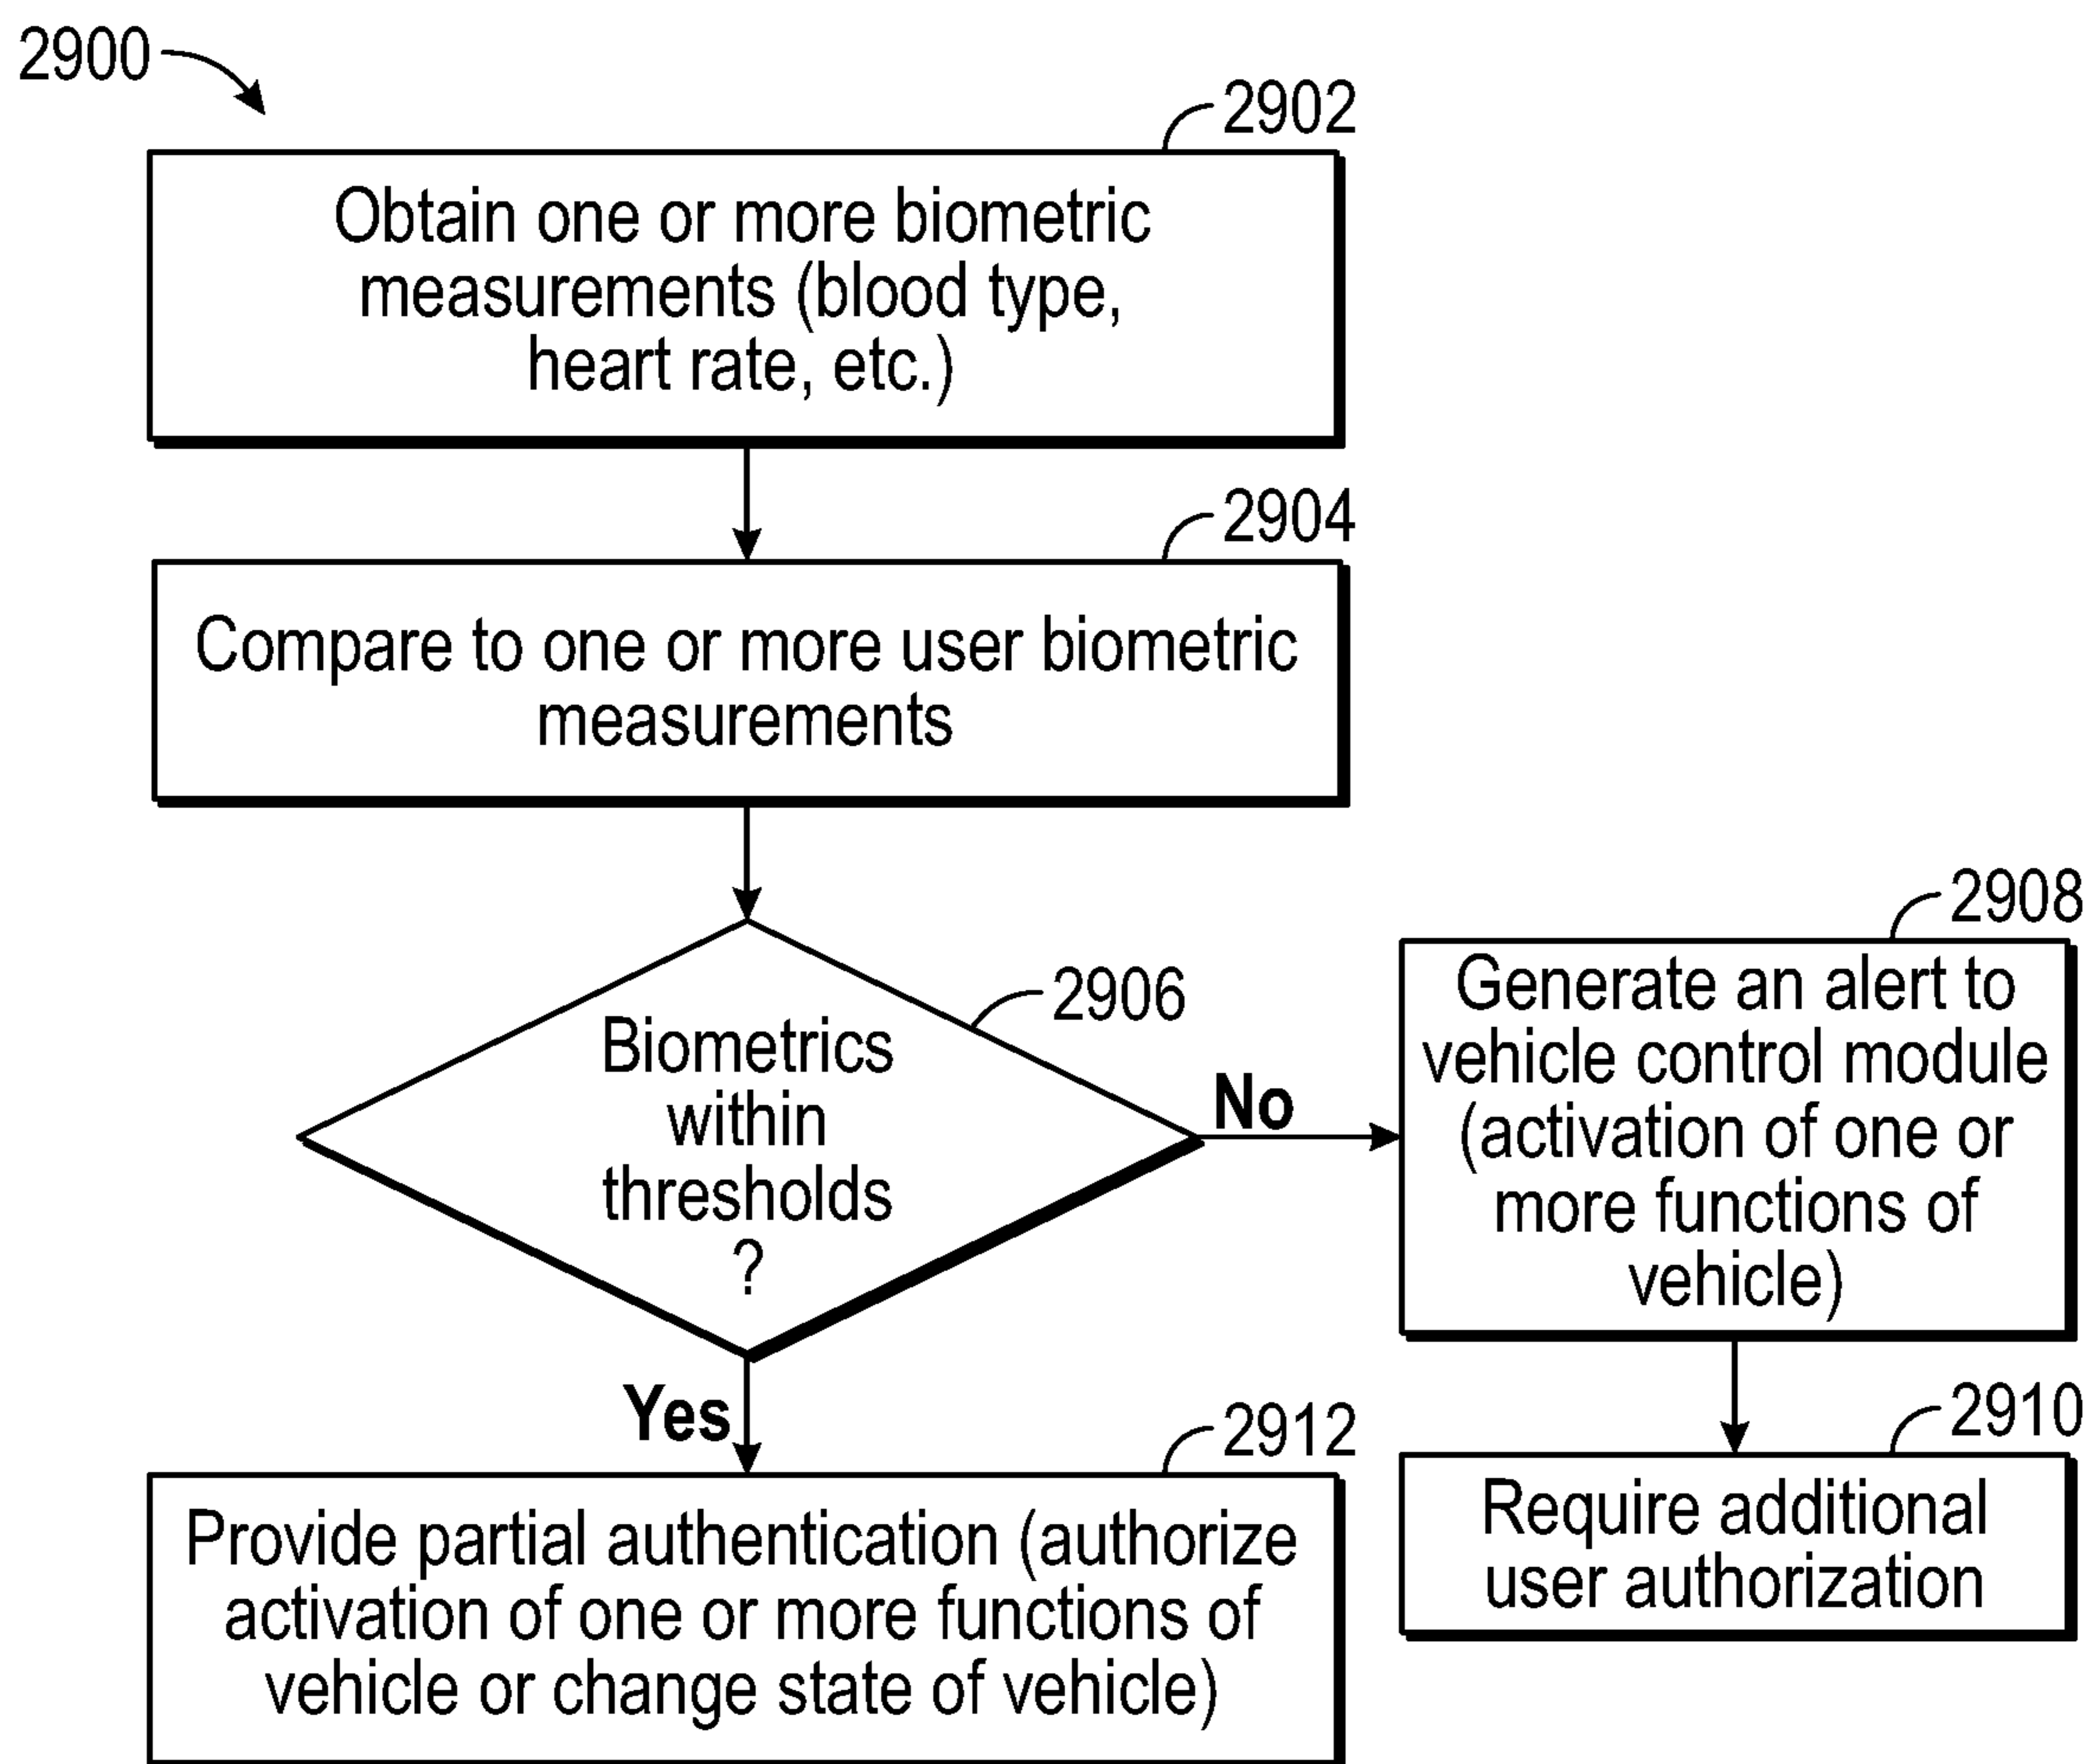 2900
2902
Obtain one or more biometric
measurements (blood type,
heart rate, etc.)
2904
Compare to one or more user biometric
measurements
2906
Biometrics
within
thresholds
?
No
2908
Generate an alert to
vehicle control module
(activation of one or
more functions of
vehicle)
2910
Require additional
user authorization
Yes
2912
Provide partial authentication (authorize
activation of one or more functions of
vehicle or change state of vehicle)